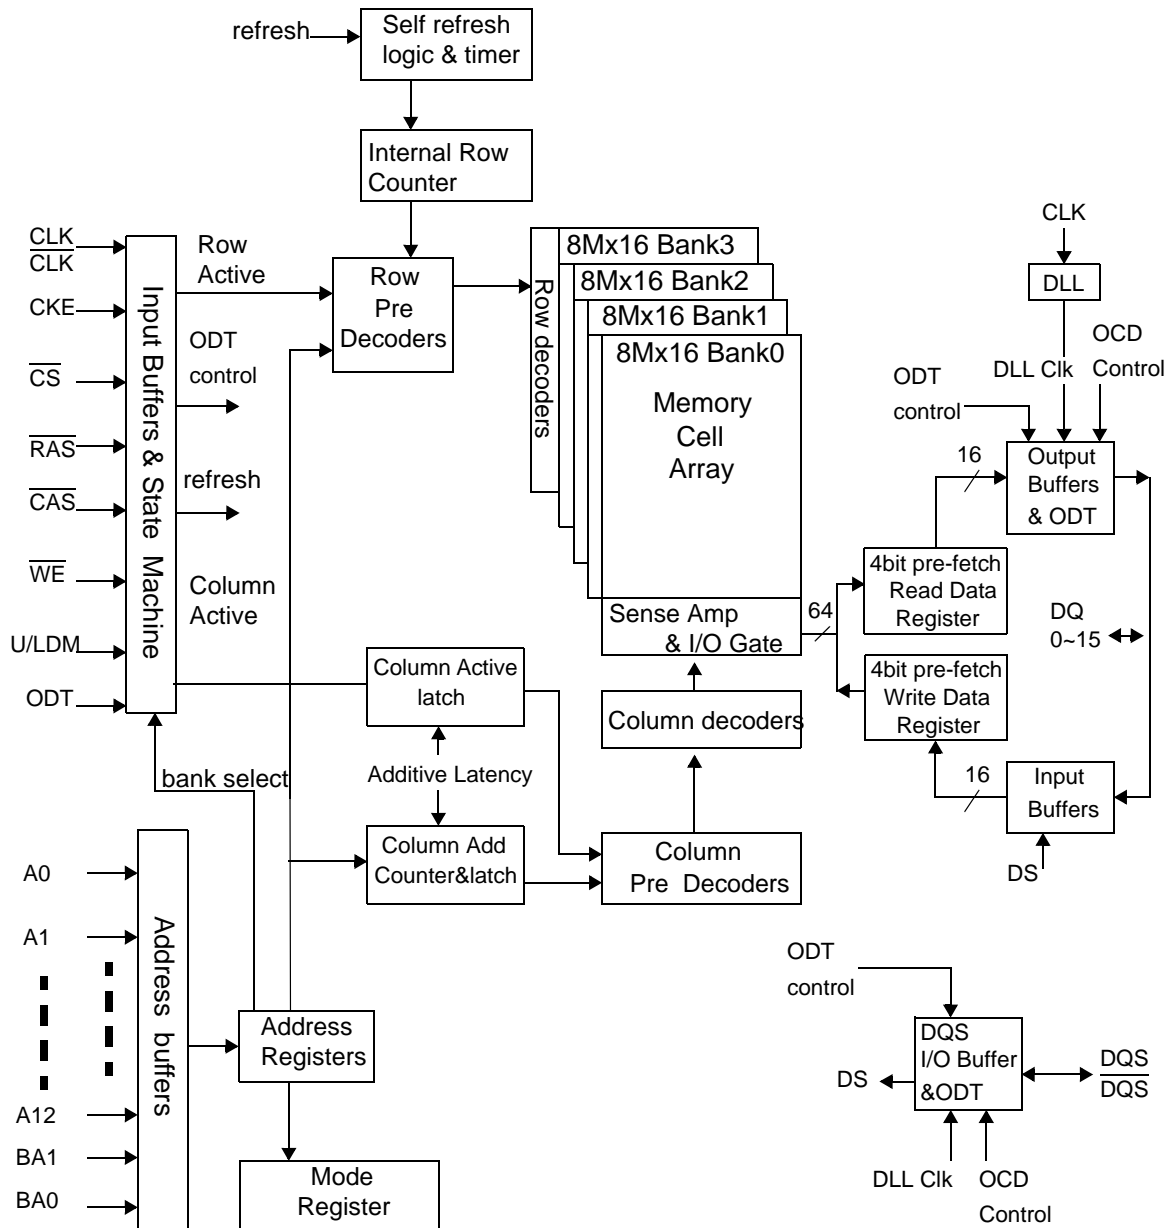 refresh
Self refresh
logic & timer
Internal Row
Counter
CLK
CLK
CKE
CS
RAS
CAS
WE
U/LDM
ODT
Input Buffers & State Machine
Row
Active
ODT
control
refresh
Column
Active
bank select
Row
Pre
Decoders
Row decoders
8Mx16 Bank3
8Mx16 Bank2
8Mx16 Bank1
8Mx16 Bank0
Memory
Cell
Array
Sense Amp
& I/O Gate
64
Column decoders
Column Active
latch
Additive Latency
Column Add
Counter&latch
Column
Pre Decoders
CLK
DLL
DLL Clk
OCD
Control
ODT
control
16
Output
Buffers
& ODT
4bit pre-fetch
Read Data
Register
4bit pre-fetch
Write Data
Register
DQ
0~15
16
Input
Buffers
DS
A0
A1
A12
BA1
BA0
Address buffers
Address
Registers
Mode
Register
ODT
control
DQS
I/O Buffer
&ODT
DS
DQS
DQS
DLL Clk
OCD
Control